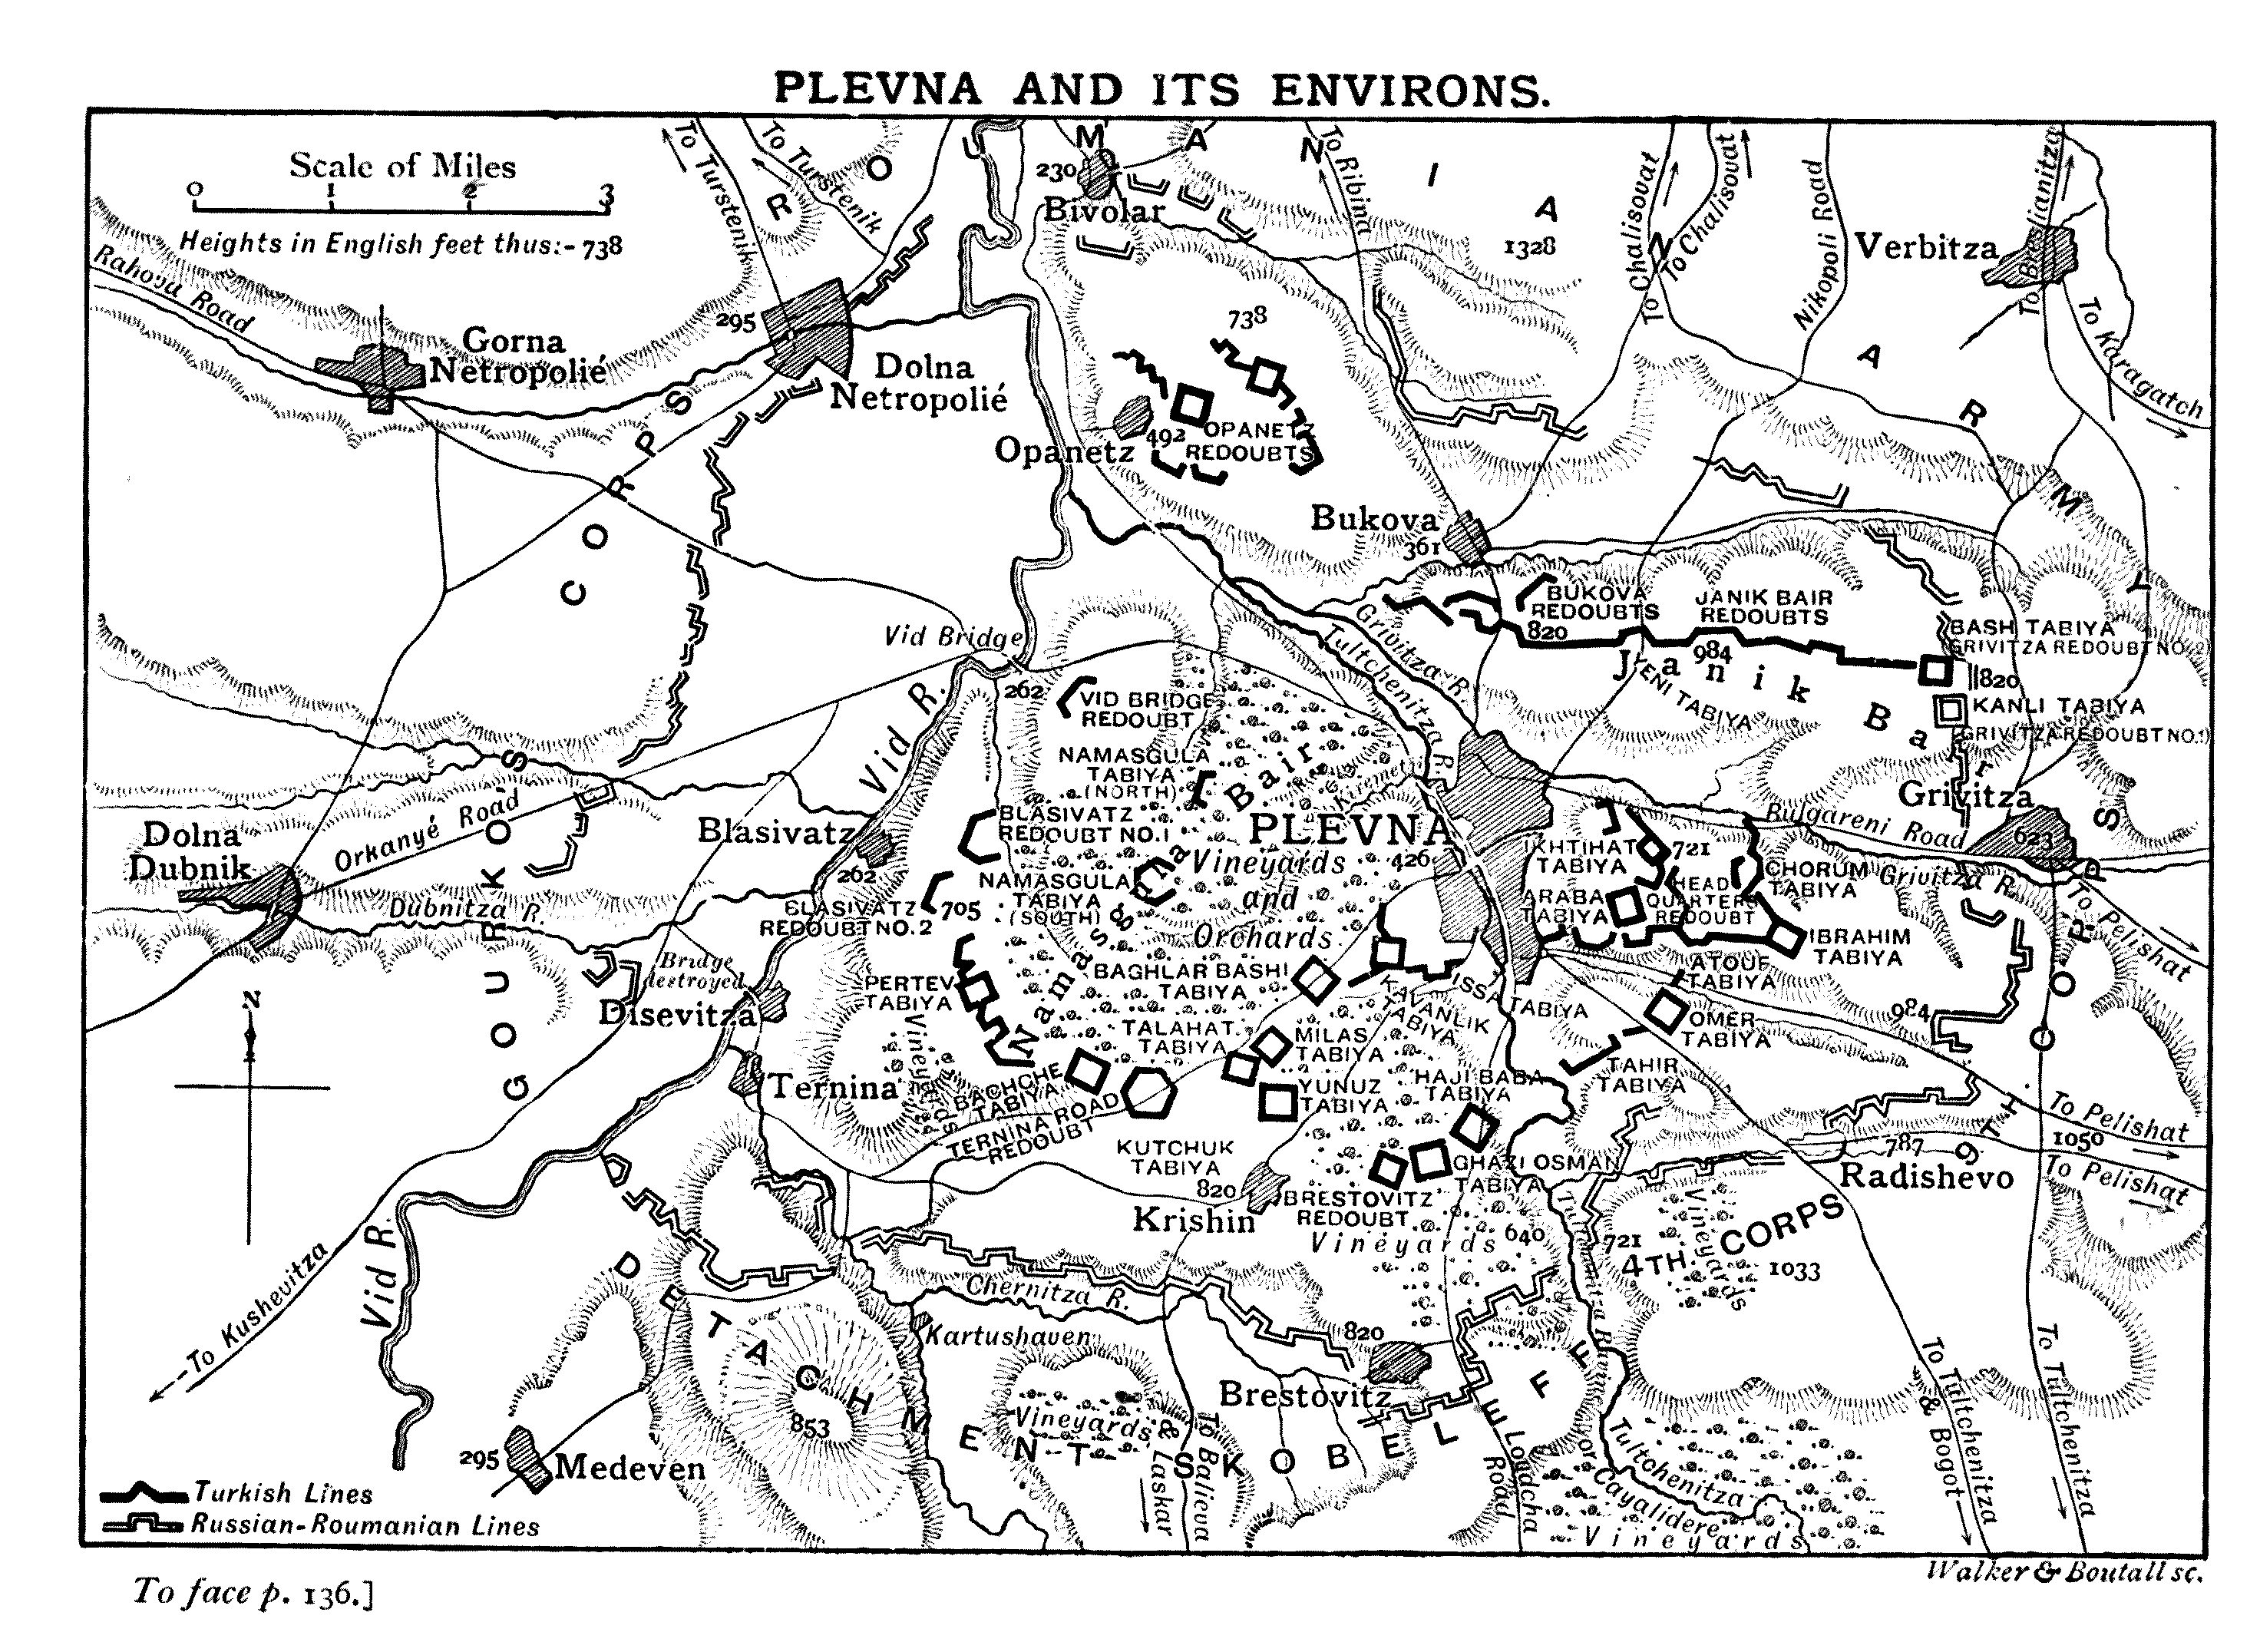 PLEVNA AND ITS ENVIRONS.
Scale of Miles
0 1 2 3
Heights in English feet thus:- 738
Rahova Road
To Turstenik
To Turstenik
ROUMANIAN ARMY
230
Bivolar
To Ribina
1328
To Chalisovat
To Chalisovat
Nikopoli Road
Verbitza
To Breslianitza
To Karagatch
Gorna
Netropolié
295
Dolna
Netropolié
738
Opanetz
492
OPANETZ
REDOUBTS
Bukova
361
BUKOVA
REDOUBTS
820
JANIK BAIR
REDOUBTS
984
Janik Bair
YENI TABIYA
BASH TABIYA
(GRIVITZA REDOUBT NO.2)
820
KANLI TABIYA
(GRIVITZA REDOUBT NO.1)
Grivitza
623
Bulgareni Road
Grivitza R.
Grivitza R.
Tultchenitza R.
Vid Bridge
262
VID BRIDGE
REDOUBT
Vid R.
NAMASGULA
TABIYA
(NORTH)
Bair
BLASIVATZ
REDOUBT NO.1
Blasivatz
262
PLEVNA
426
Vineyards
and
Orchards
NAMASGULA
TABIYA
(SOUTH)
Namasgula
BLASIVATZ
REDOUBT NO.2
705
IKHTIHAT
TABIYA
721
HEAD
QUARTERS
REDOUBT
CHORUM
TABIYA
ARABA
TABIYA
IBRAHIM
TABIYA
ATOUF
TABIYA
OMER
TABIYA
TAHIR
TABIYA
984
To Pelishat
Dolna
Dubnik
Orkanyé Road
Dubnitza R.
GOURKO'S CORPS
Bridge
destroyed
Disevitza
PERTEV
TABIYA
Vineyards
BAGHLAR BASHI
TABIYA
KAVANLIK
TABIYA
ISSA TABIYA
TALAHAT
TABIYA
MILAS
TABIYA
YUNUZ
TABIYA
HAJI BABA
TABIYA
BACHCHE
TABIYA
TERNINA ROAD
REDOUBT
Ternina
KUTCHUK
TABIYA
820
Krishin
BRESTOVITZ
REDOUBT
GHAZI OSMAN
TABIYA
Vineyards
640
721
4TH CORPS
Vineyards
1033
787
Radishevo
9TH CORPS
1050
To Pelishat
To Pelishat
N
To Kushevitza
Vid R.
Chernitza R.
Kartushaven
820
Brestovitz
DETACHMENT
SKOBELEFF
853
Vineyards
To Balieva
& Laskar
Loudcha
Road
Tultchenitza R.
Tultchenitza
or Cayalidere
Vineyards
To Tultchenitza
& Bogot
To Tultchenitza
295
Medeven
Turkish Lines
Russian-Roumanian Lines
To face p. 136.]
Walker & Boutall sc.